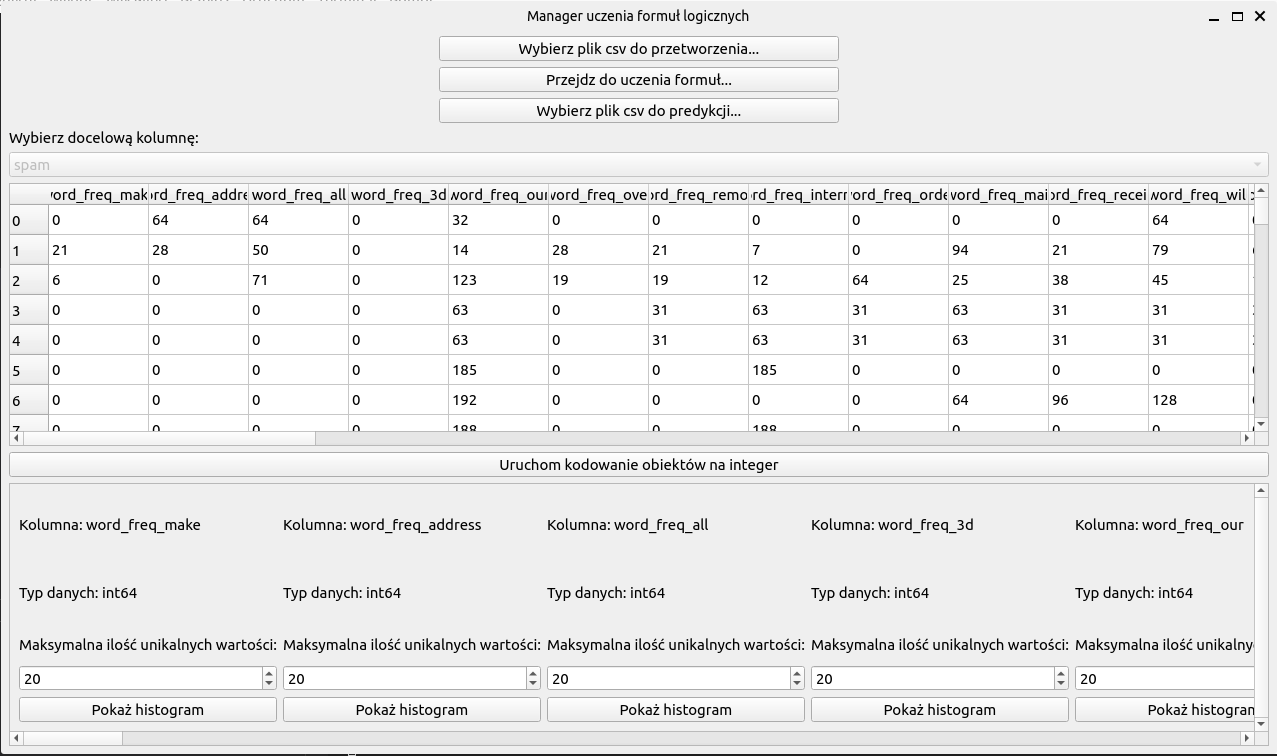 Manager uczenia formuł logicznych
Wybierz plik csv do przetworzenia...
Przejdz do uczenia formuł...
Wybierz plik csv do predykcji...
Wybierz docelową kolumnę:
spam
word_freq_mak ord_freq_addre word_freq_all word_freq_3d word_freq_our word_freq_ove ord_freq_remo ord_freq_intern word_freq_orde word_freq_mai ord_freq_recei word_freq_wil
0 0 64 64 0 32 0 0 0 0 0 0 64
1 21 28 50 0 14 28 21 7 0 94 21 79
2 6 0 71 0 123 19 19 12 64 25 38 45
3 0 0 0 0 63 0 31 63 31 63 31 31
4 0 0 0 0 63 0 31 63 31 63 31 31
5 0 0 0 0 185 0 0 185 0 0 0 0
6 0 0 0 0 192 0 0 0 0 64 96 128
7 0 0 0 0 188 0 0 188 0 0 0 0
Uruchom kodowanie obiektów na integer
Kolumna: word_freq_make Kolumna: word_freq_address Kolumna: word_freq_all Kolumna: word_freq_3d Kolumna: word_freq_our
Typ danych: int64 Typ danych: int64 Typ danych: int64 Typ danych: int64 Typ danych: int64
Maksymalna ilość unikalnych wartości: Maksymalna ilość unikalnych wartości: Maksymalna ilość unikalnych wartości: Maksymalna ilość unikalnych wartości: Maksymalna ilość unikalny
20 20 20 20 20
Pokaż histogram Pokaż histogram Pokaż histogram Pokaż histogram Pokaż histogran